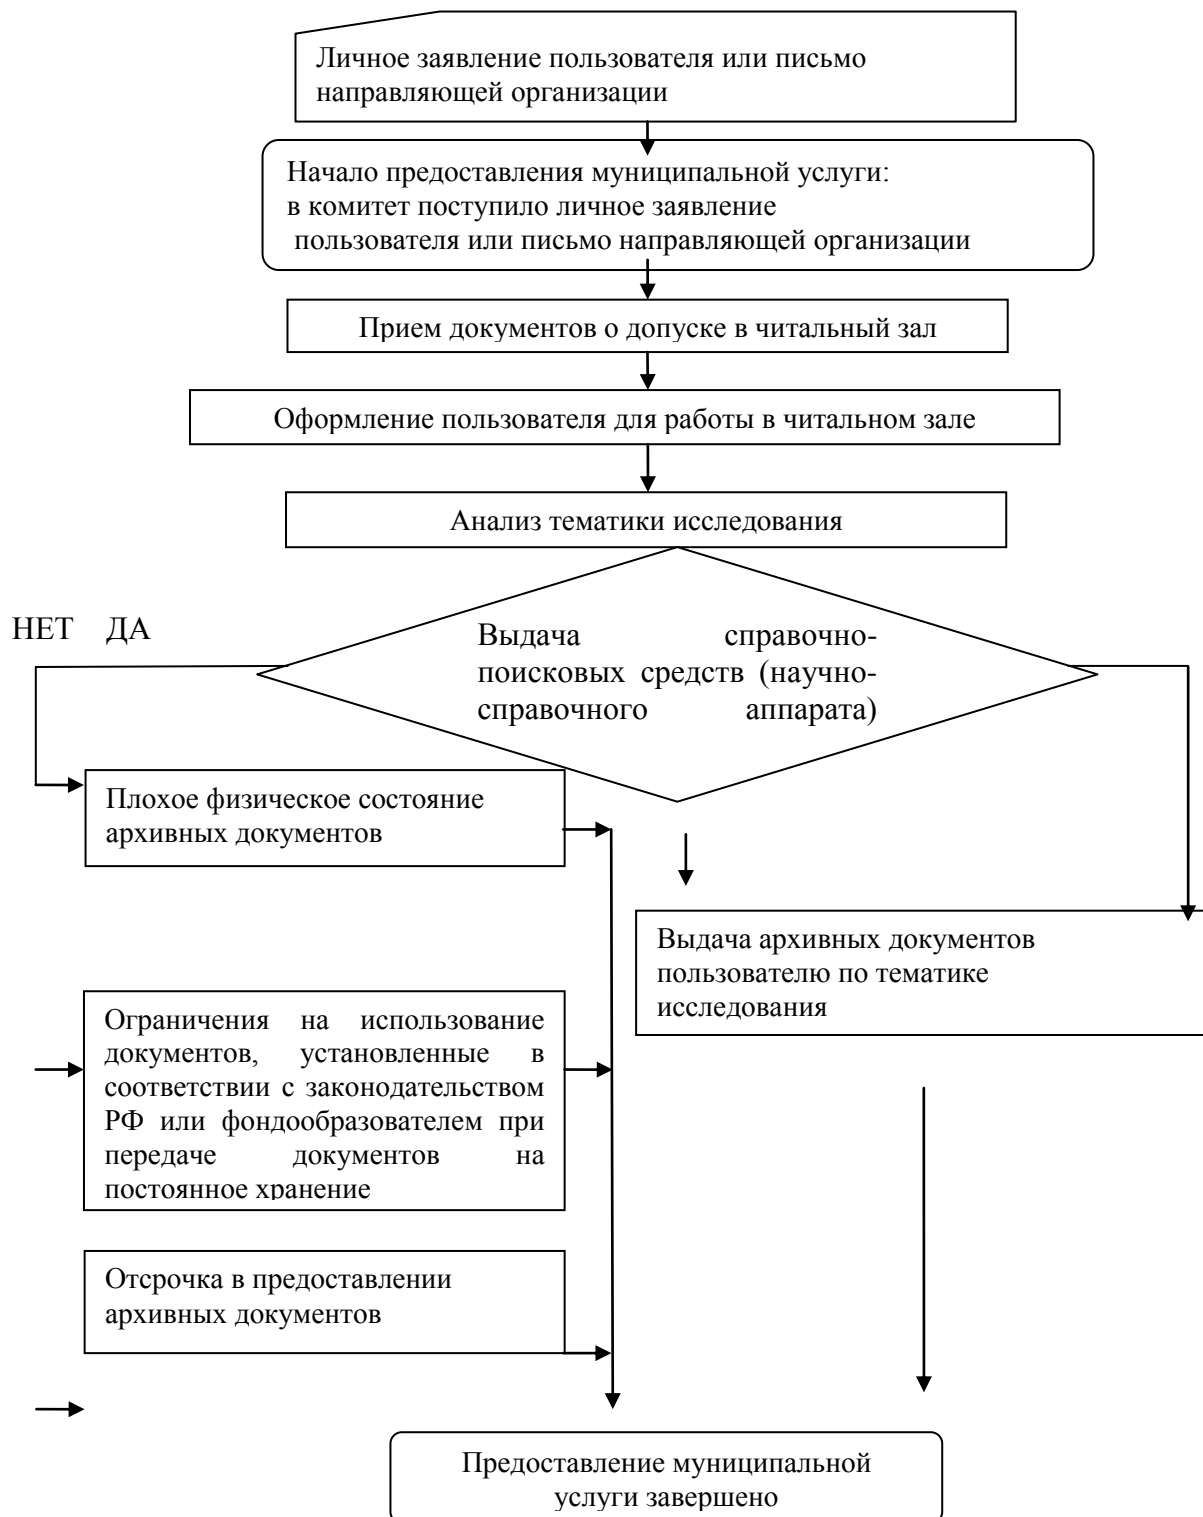 Личное заявление пользователя или письмо
направляющей организации
Начало предоставления муниципальной услуги:
в комитет поступило личное заявление
пользователя или письмо направляющей организации
Прием документов о допуске в читальный зал
Оформление пользователя для работы в читальном зале
Анализ тематики исследования
НЕТ ДА
Выдача справочно-
поисковых средств (научно-
справочного аппарата)
Плохое физическое состояние
архивных документов
Выдача архивных документов
пользователю по тематике
исследования
Ограничения на использование
документов, установленные в
соответствии с законодательством
РФ или фондообразователем при
передаче документов на
постоянное хранение
Отсрочка в предоставлении
архивных документов
Предоставление муниципальной
услуги завершено